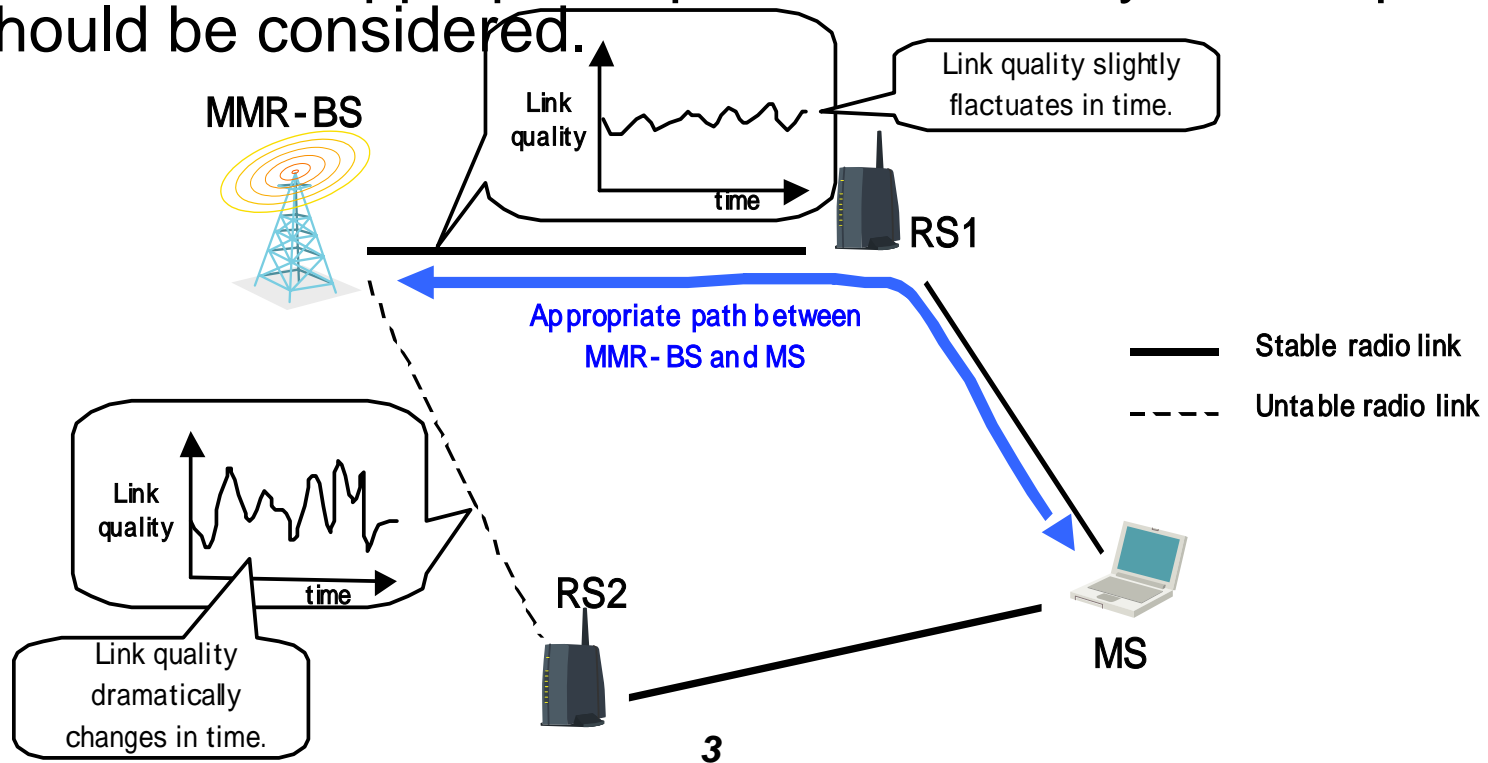 hould be considered.
MMR-BS
Link
quality
time
Link quality slightly
flactuates in time.
RS1
Appropriate path between
MMR-BS and MS
Stable radio link
Untable radio link
Link
quality
time
Link quality
dramatically
changes in time.
RS2
MS
3